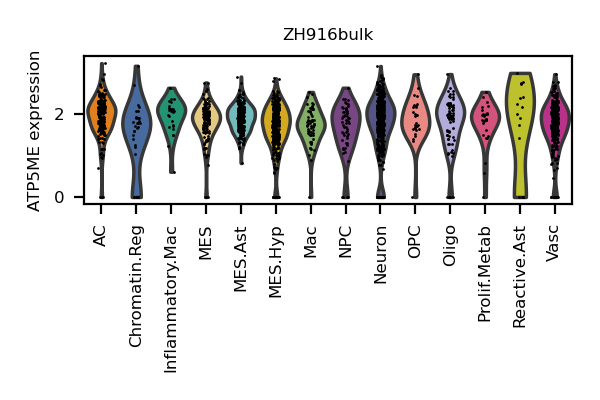 ZH916bulk
ATP5ME expression
2
0
AC
Chromatin.Reg
Inflammatory.Mac
MES
MES.Ast
MES.Hyp
Mac
NPC
Neuron
OPC
Oligo
Prolif.Metab
Reactive.Ast
Vasc